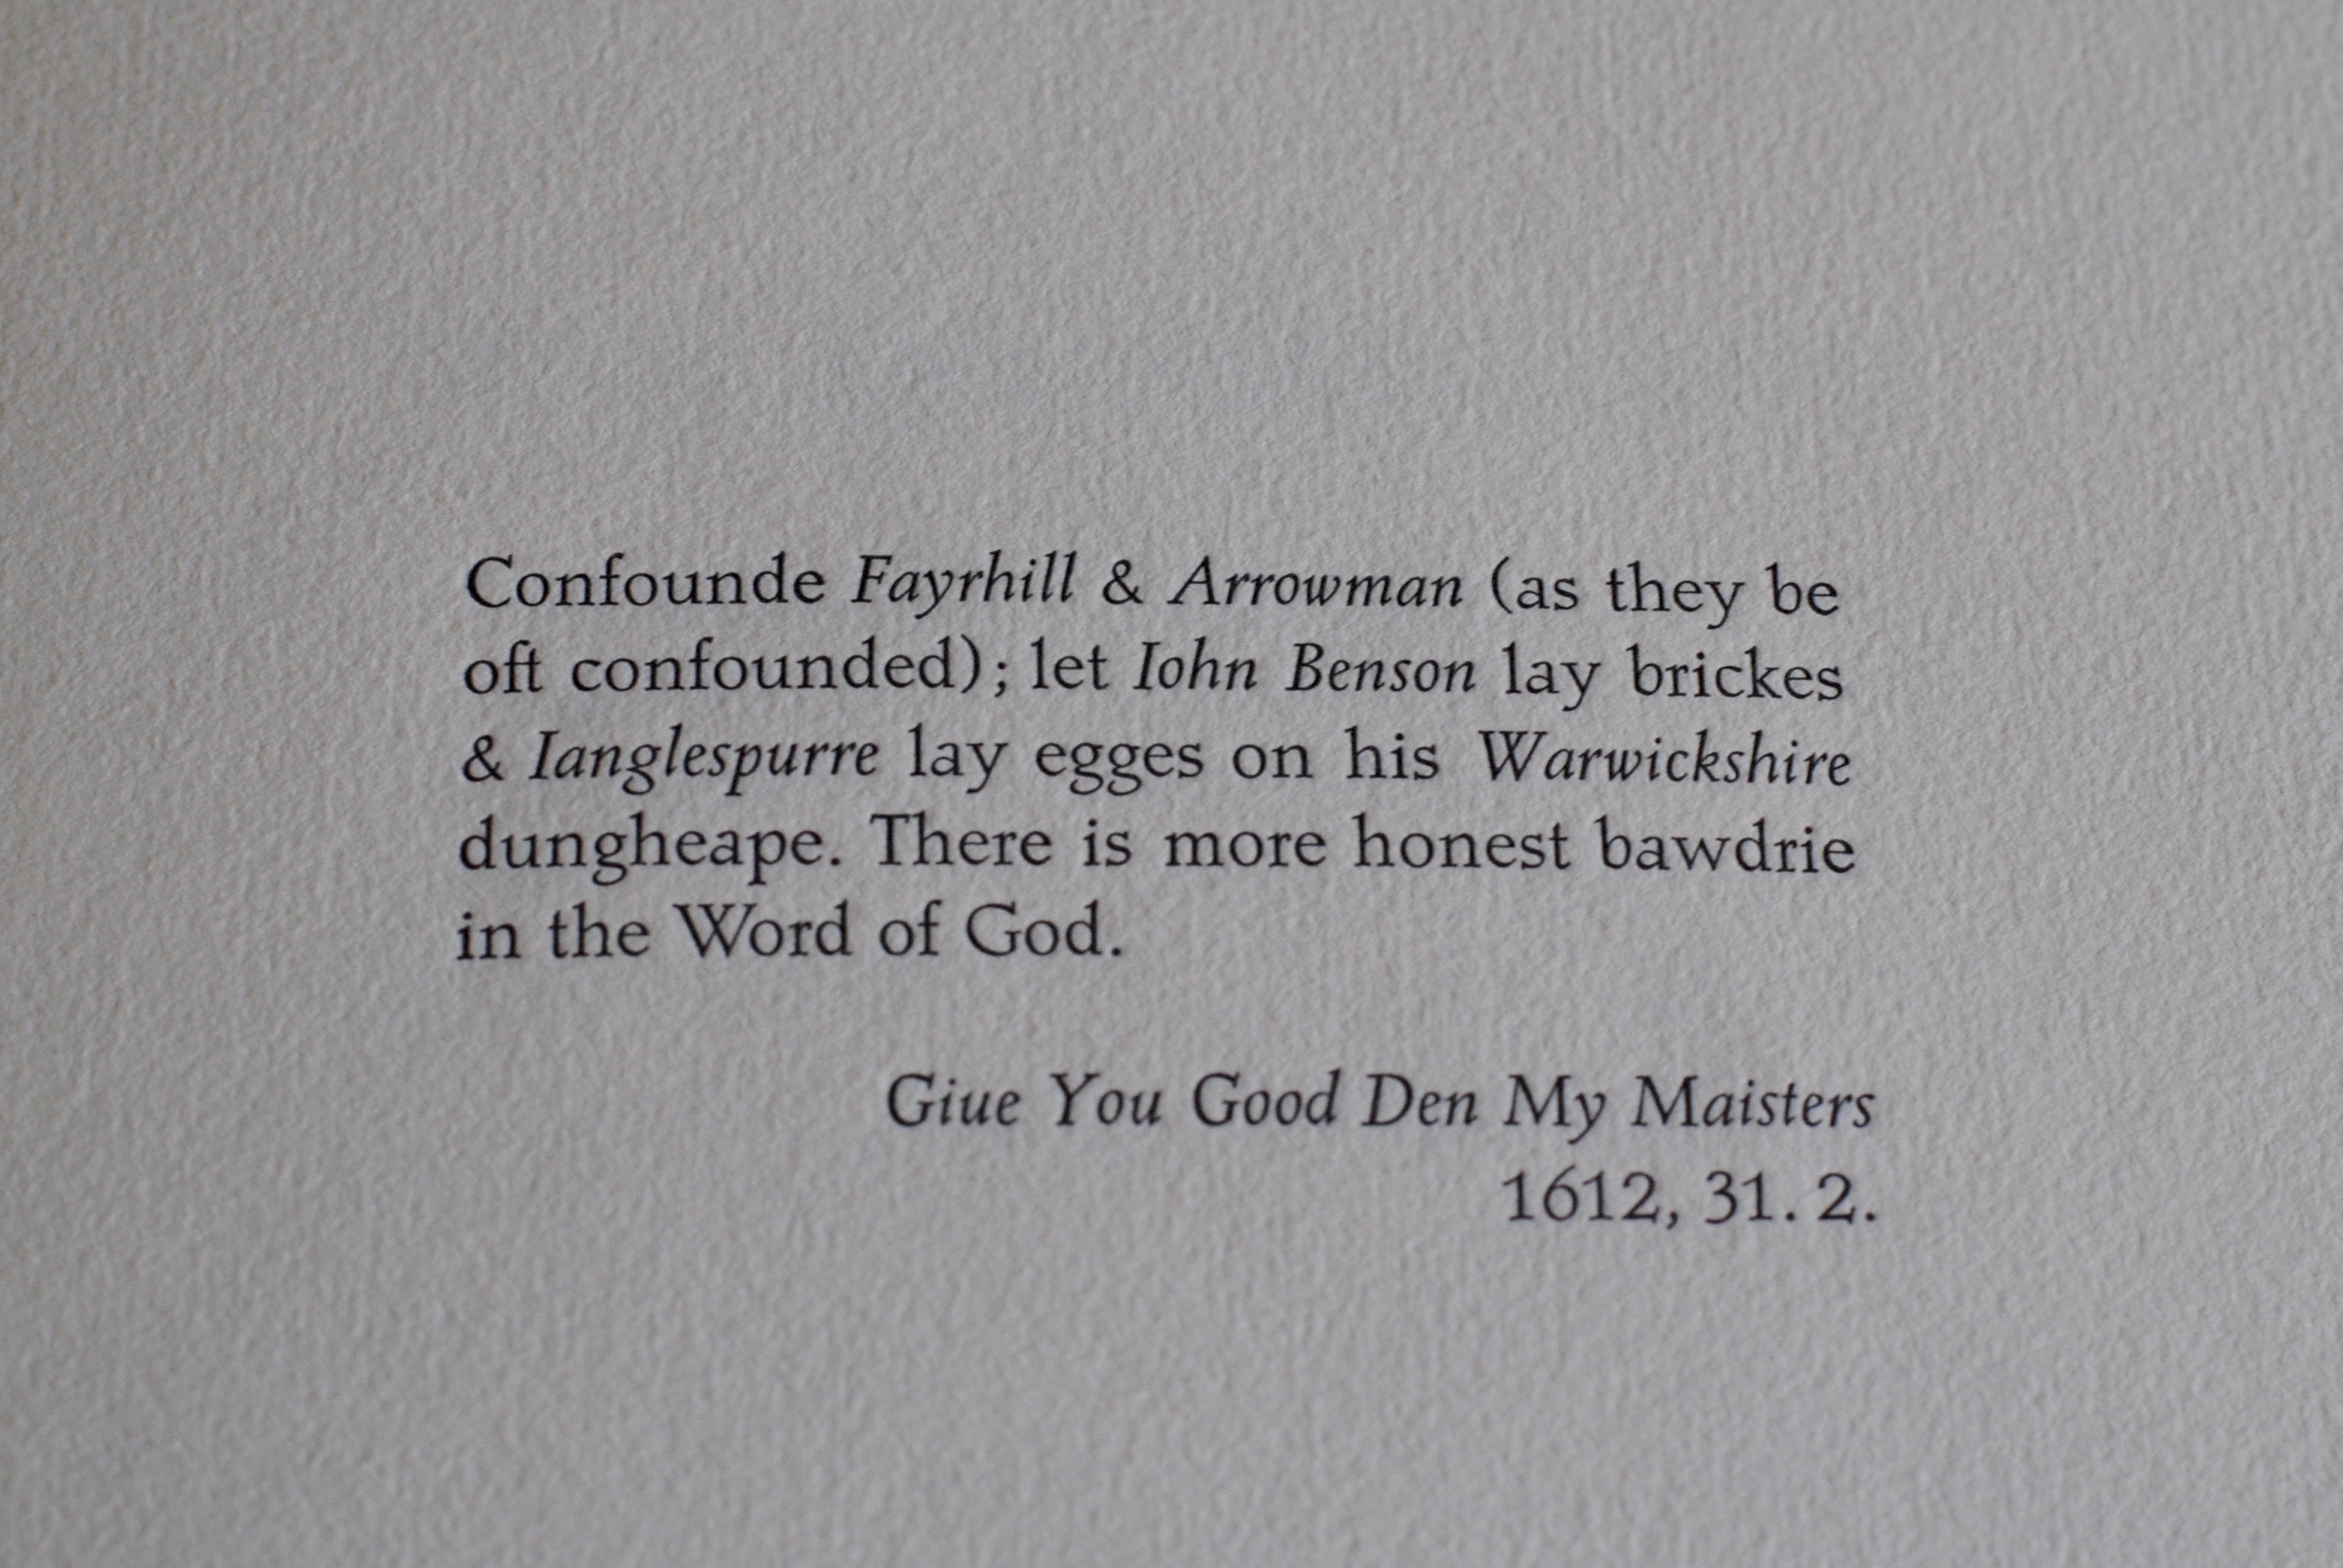 Confounde Fayrhill & Arrowman (as they be
oft confounded); let Iohn Benson lay brickes
& Ianglespurre lay egges on his Warwickshire
dungheape. There is more honest bawdrie
in the Word of God.
Giue You Good Den My Maisters
1612, 31. 2.